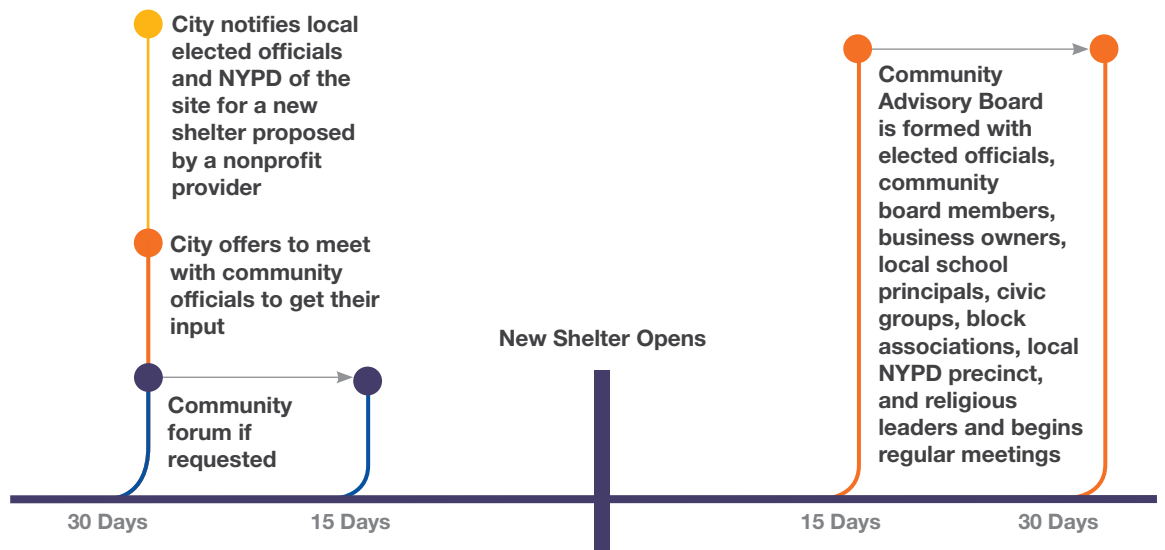 City notifies local
elected officials
and NYPD of the
site for a new
shelter proposed
by a nonprofit
provider
City offers to meet
with community
officials to get their
input
Community
forum if
requested
New Shelter Opens
Community
Advisory Board
is formed with
elected officials,
community
board members,
business owners,
local school
principals, civic
groups, block
associations, local
NYPD precinct,
and religious
leaders and begins
regular meetings
30 Days
15 Days
15 Days
30 Days